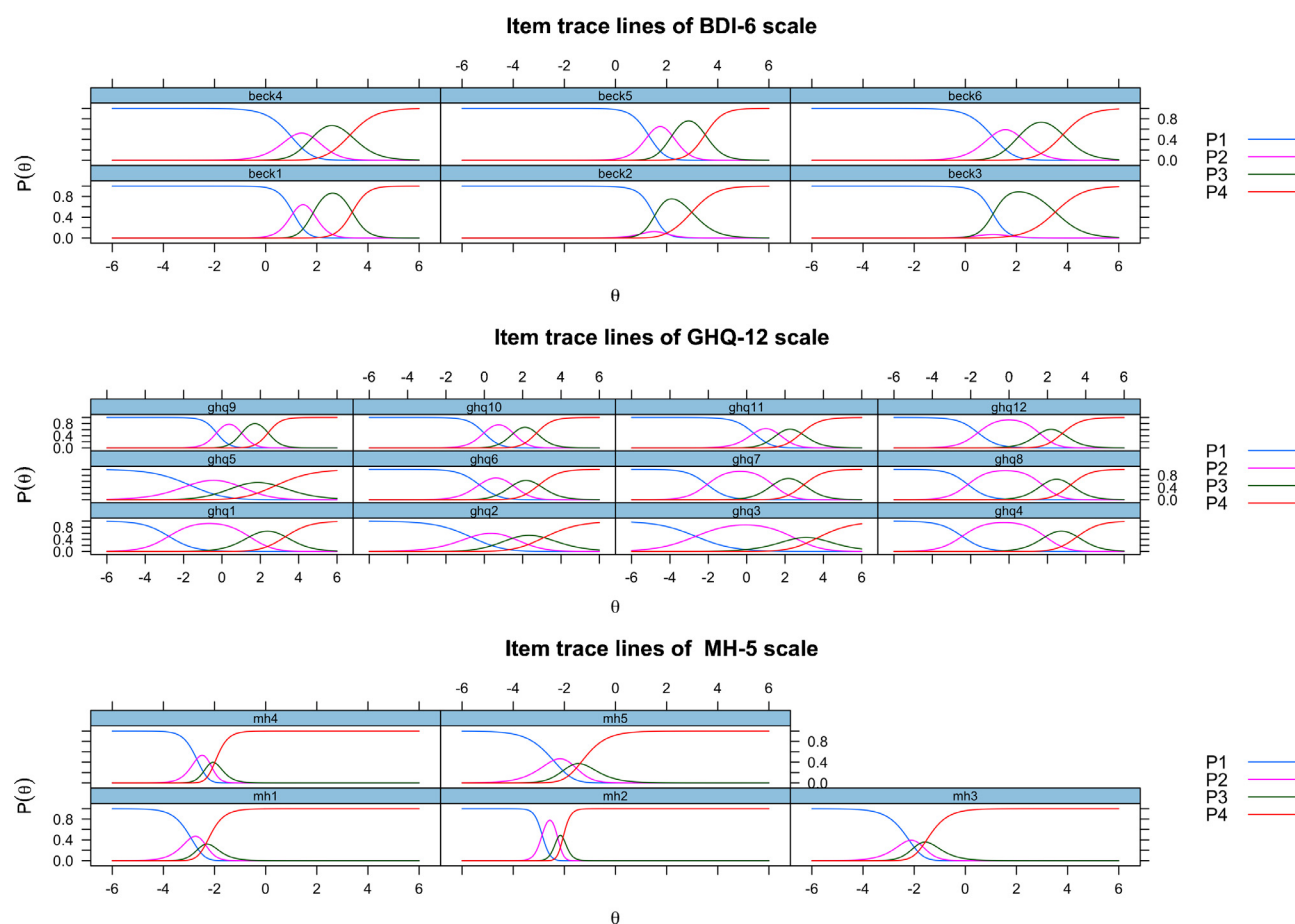 Item trace lines of BDI-6 scale
-6 -4 -2 0 2 4 6
beck4 beck5 beck6
0.8
0.4
0.0
beck1 beck2 beck3
0.8
0.4
0.0
P(θ)
-6 -4 -2 0 2 4 6 -6 -4 -2 0 2 4 6
θ
P1
P2
P3
P4
Item trace lines of GHQ-12 scale
-6 -4 -2 0 2 4 6 -6 -4 -2 0 2 4 6
ghq9 ghq10 ghq11 ghq12
0.8
0.4
0.0
ghq5 ghq6 ghq7 ghq8
0.8
0.4
0.0
ghq1 ghq2 ghq3 ghq4
0.8
0.4
0.0
P(θ)
-6 -4 -2 0 2 4 6 -6 -4 -2 0 2 4 6
θ
P1
P2
P3
P4
Item trace lines of MH-5 scale
-6 -4 -2 0 2 4 6
mh4 mh5
0.8
0.4
0.0
mh1 mh2 mh3
0.8
0.4
0.0
P(θ)
-6 -4 -2 0 2 4 6 -6 -4 -2 0 2 4 6
θ
P1
P2
P3
P4